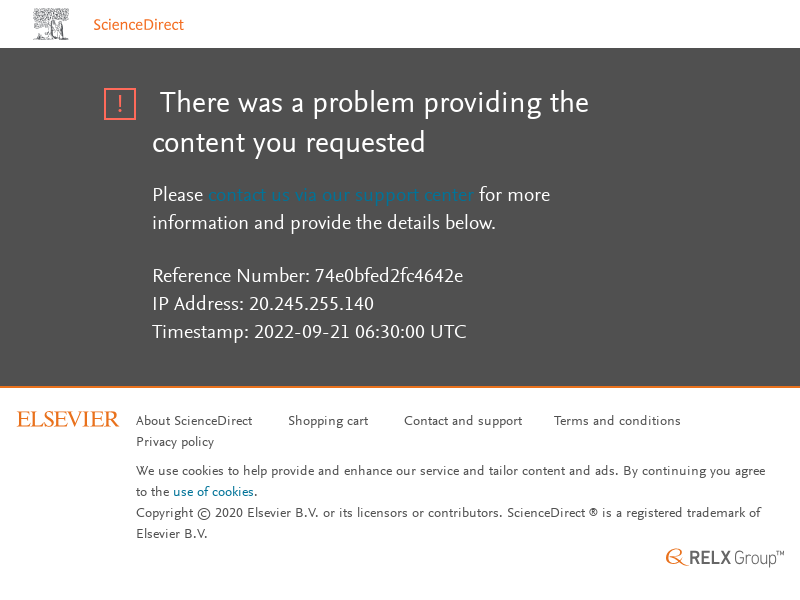 ScienceDirect
!
There was a problem providing the
content you requested
Please contact us via our support center for more
information and provide the details below.
Reference Number: 74e0bfed2fc4642e
IP Address: 20.245.255.140
Timestamp: 2022-09-21 06:30:00 UTC
ELSEVIER
About ScienceDirect Shopping cart Contact and support Terms and conditions
Privacy policy
We use cookies to help provide and enhance our service and tailor content and ads. By continuing you agree
to the use of cookies.
Copyright © 2020 Elsevier B.V. or its licensors or contributors. ScienceDirect ® is a registered trademark of
Elsevier B.V.
RELX Group™